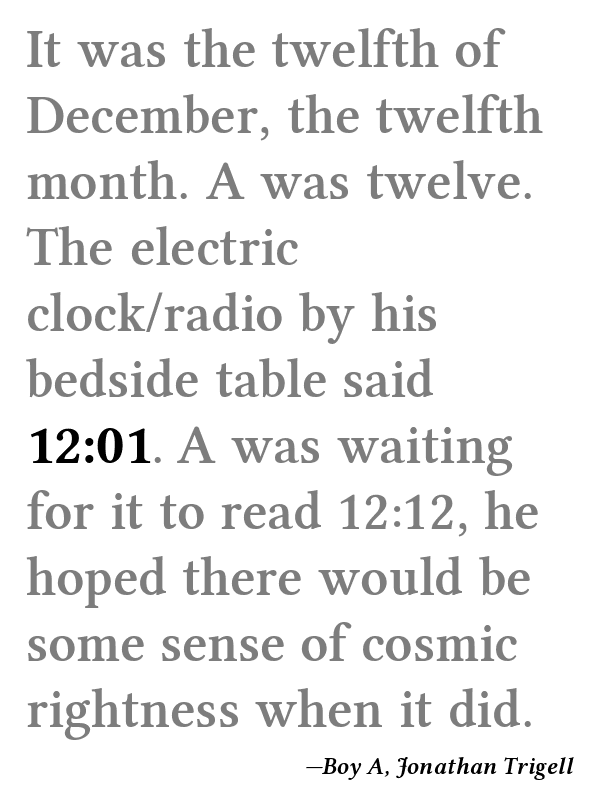 It was the twelfth of
December, the twelfth
month. A was twelve.
The electric
clock/radio by his
bedside table said
12:01. A was waiting
for it to read 12:12, he
hoped there would be
some sense of cosmic
rightness when it did.
—Boy A, Jonathan Trigell